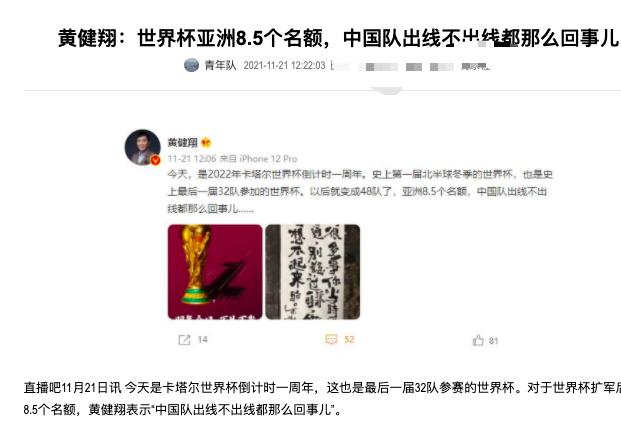 黄健翔：世界杯亚洲8.5个名额，中国队出线不出线都那么回事儿
青年队 2021-11-21 12:22:03
黄健翔
11-21 12:06 来自 iPhone 12 Pro
今天，是2022年卡塔尔世界杯倒计时一周年。史上第一届北半球冬季的世界杯，也是史
上最后一届32队参加的世界杯。以后就变成48队了，亚洲8.5个名额，中国队出线不出
线都那么回事儿......
很多事你当时
想不起来
14
52
81
直播吧11月21日讯 今天是卡塔尔世界杯倒计时一周年，这也是最后一届32队参赛的世界杯。对于世界杯扩军后
8.5个名额，黄健翔表示“中国队出线不出线都那么回事儿”。